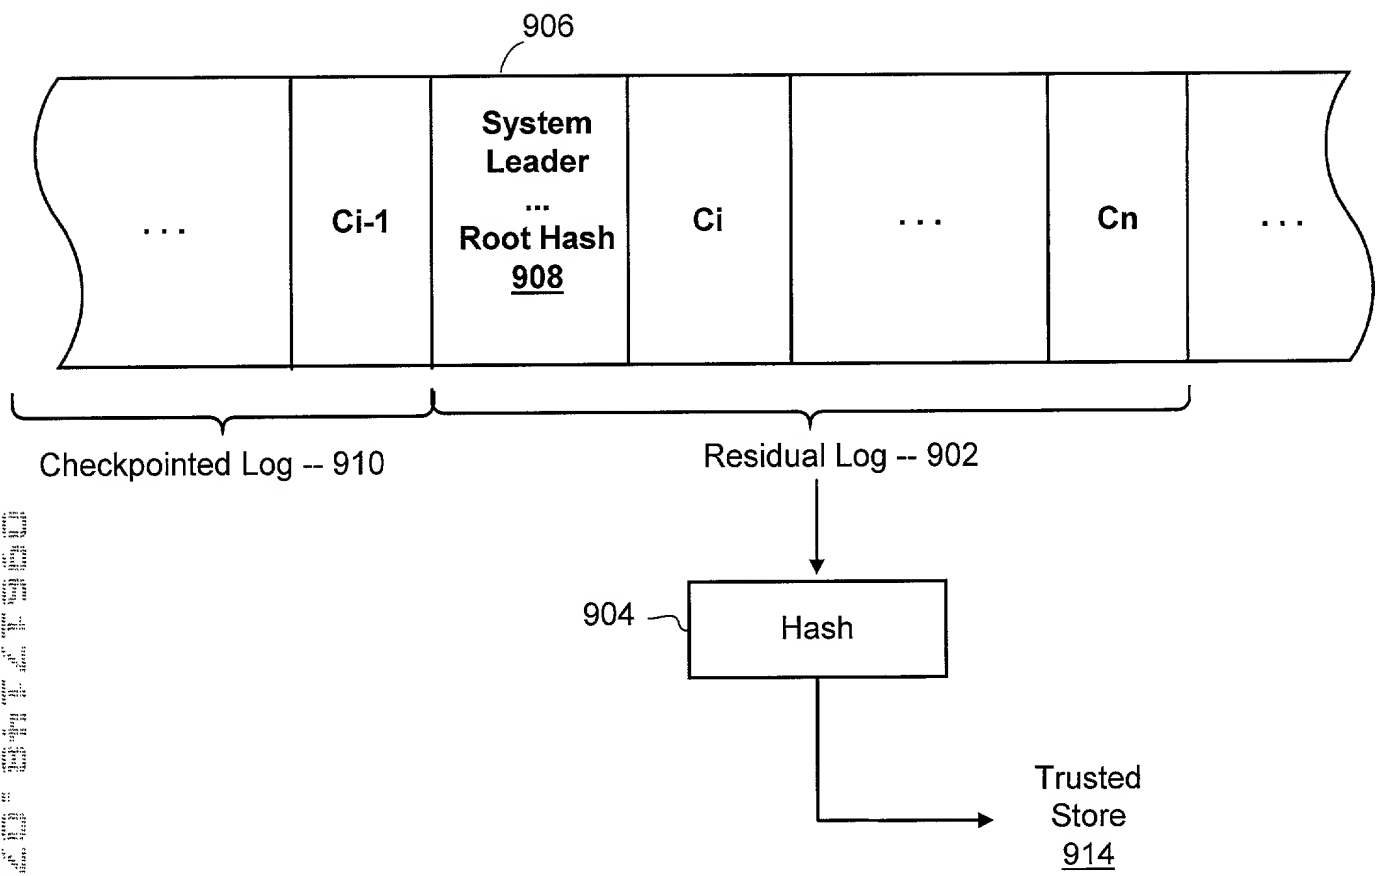 906
System
Leader
...
Root Hash
908
...
Ci-1
Ci
...
Cn
...
Checkpointed Log -- 910
Residual Log -- 902
904
Hash
Trusted
Store
914